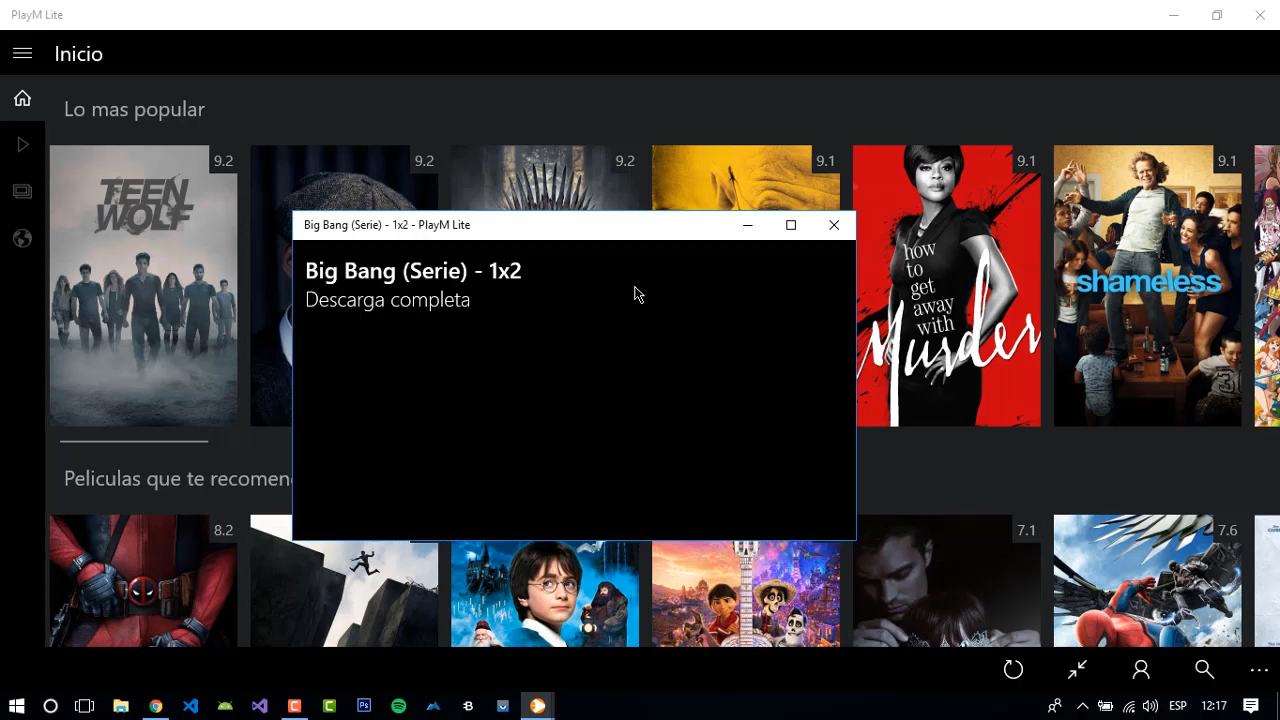 PlayM Lite
Inicio
Lo mas popular
9.2
9.2
9.2
9.1
9.1
9.1
TEEN
WOLF
how
to
get
away
with
Murder
shameless
Big Bang (Serie) - 1x2 - PlayM Lite
Big Bang (Serie) - 1x2
Descarga completa
Peliculas que te recomen
8.2
7.1
7.6
ESP
12:17